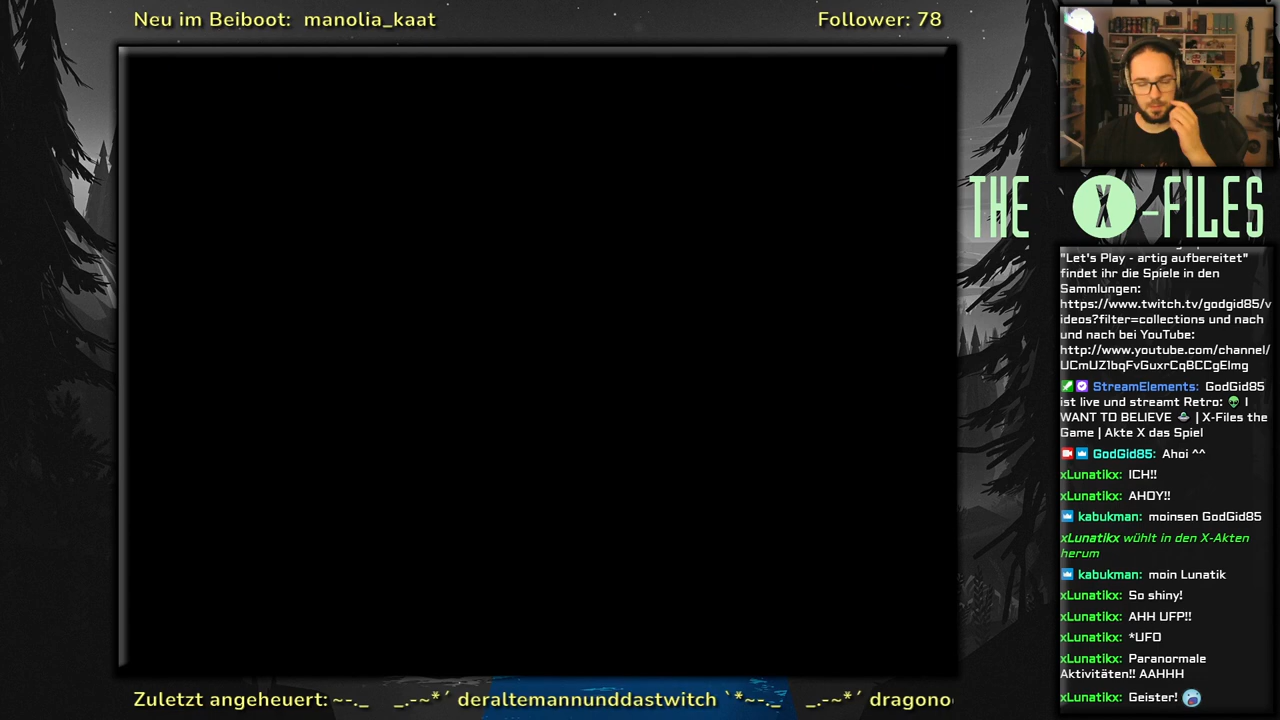 Neu im Beiboot: manolia_kaat
Follower: 78
THE X-FILES
"Let's Play - artig aufbereitet"
findet ihr die Spiele in den
Sammlungen:
https://www.twitch.tv/godgid85/v
ideos?filter=collections und nach
und nach bei YouTube:
http://www.youtube.com/channel/
UCmUZ1bqFvGuxrCqBCCgElmg
StreamElements: GodGid85
ist live und streamt Retro: 👽 I
WANT TO BELIEVE 🛸 | X-Files the
Game | Akte X das Spiel
GodGid85: Ahoi ^^
xLunatikx: ICH!!
xLunatikx: AHOY!!
kabukman: moinsen GodGid85
xLunatikx wühlt in den X-Akten
herum
kabukman: moin Lunatik
xLunatikx: So shiny!
xLunatikx: AHH UFP!!
xLunatikx: *UFO
xLunatikx: Paranormale
Aktivitäten!! AAHHH
xLunatikx: Geister!
Zuletzt angeheuert: ~-._ _.-~*´ deraltemannunddastwitch `*~-._ _.-~*´ dragono